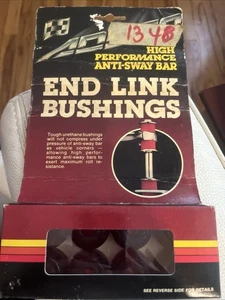 13 48
HIGH
PERFORMANCE
ANTI-SWAY BAR
END LINK
BUSHINGS
Tough urethane bushings
will not compress under
pressure of anti-sway bar
as vehicle corners –
allowing high perfor-
mance anti-sway bars to
exert maximum roll re-
sistance.
SEE REVERSE SIDE FOR DETAILS